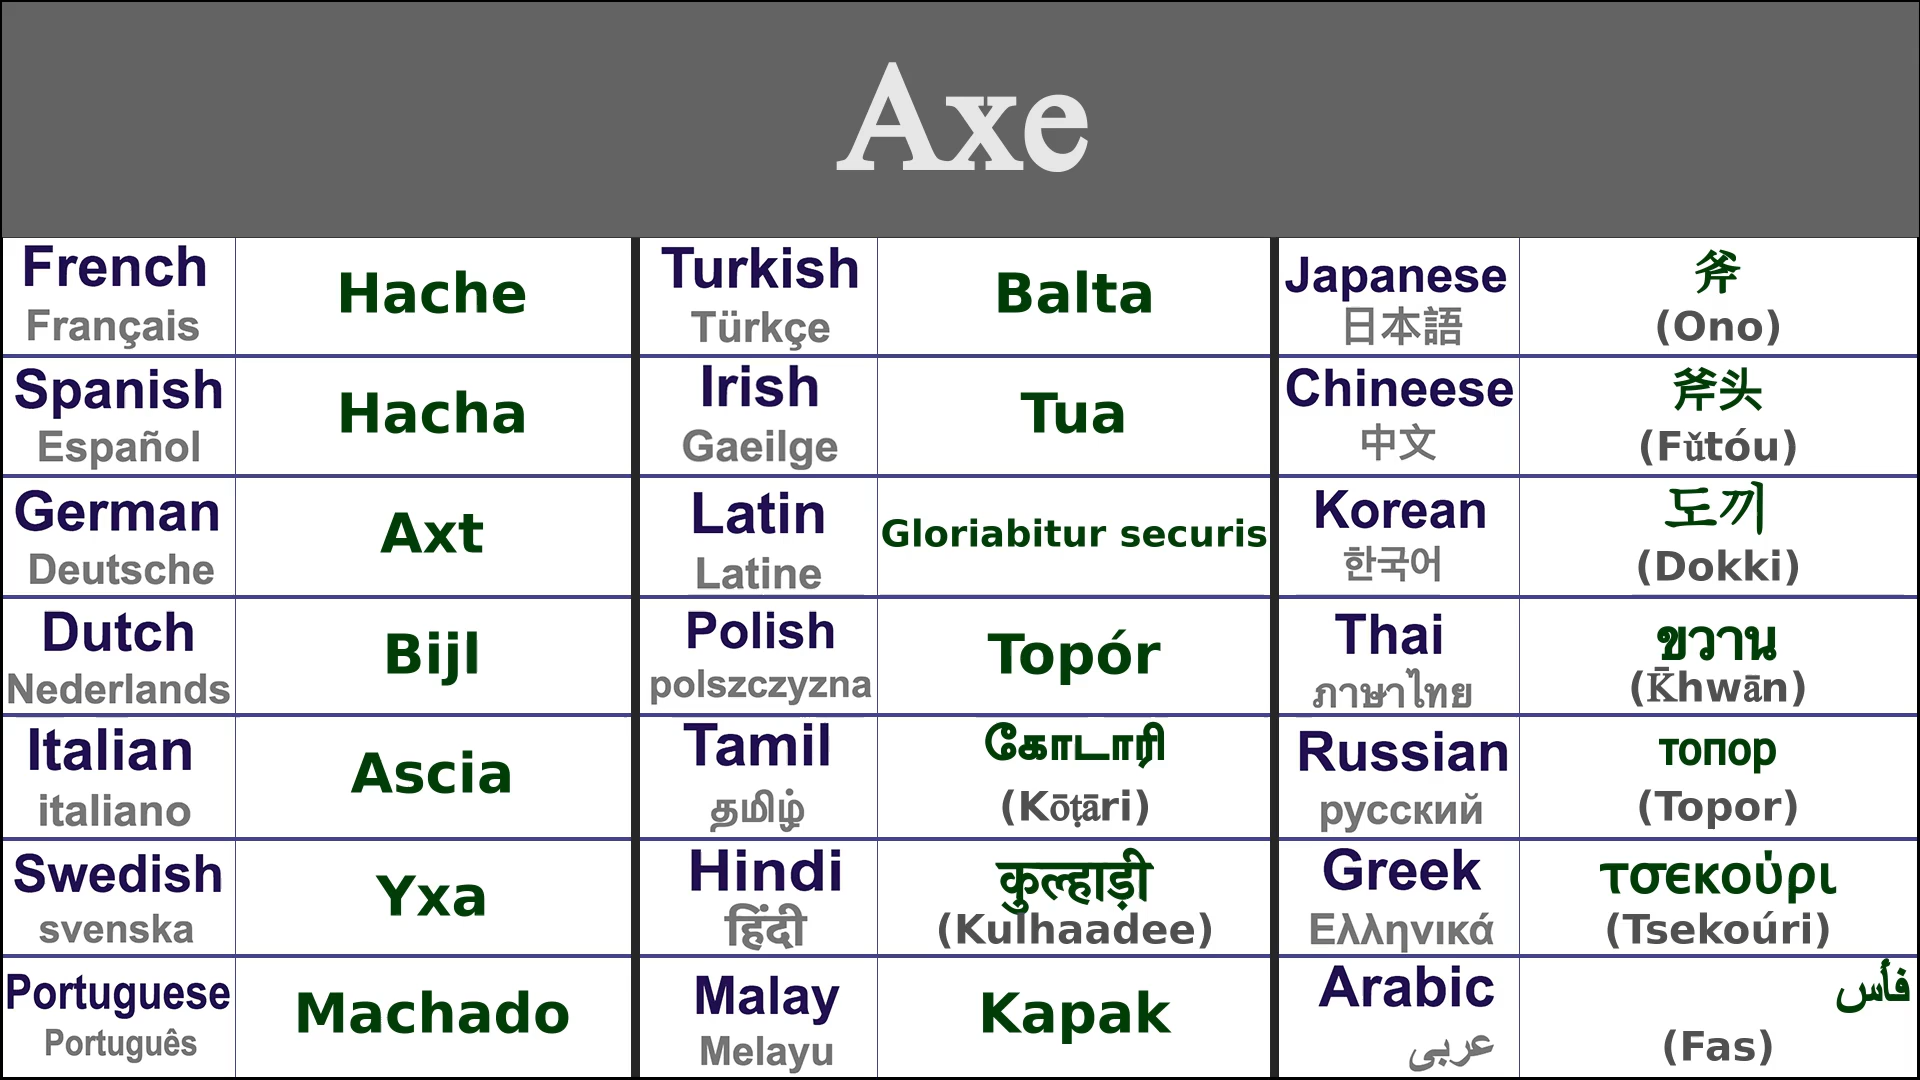 Axe
French
Français
Hache
Turkish
Türkçe
Balta
Japanese
日本語
斧
(Ono)
Spanish
Español
Hacha
Irish
Gaeilge
Tua
Chineese
中文
斧头
(Fǔtóu)
German
Deutsche
Axt
Latin
Latine
Gloriabitur securis
Korean
한국어
도끼
(Dokki)
Dutch
Nederlands
Bijl
Polish
polszczyzna
Topór
Thai
ภาษาไทย
ขวาน
(K̄hwān)
Italian
italiano
Ascia
Tamil
தமிழ்
கோடாரி
(Kōṭāri)
Russian
русский
топор
(Topor)
Swedish
svenska
Yxa
Hindi
हिंदी
कुल्हाड़ी
(Kulhaadee)
Greek
Ελληνικά
τσεκούρι
(Tsekoúri)
Portuguese
Português
Machado
Malay
Melayu
Kapak
Arabic
عربى
فأس
(Fas)